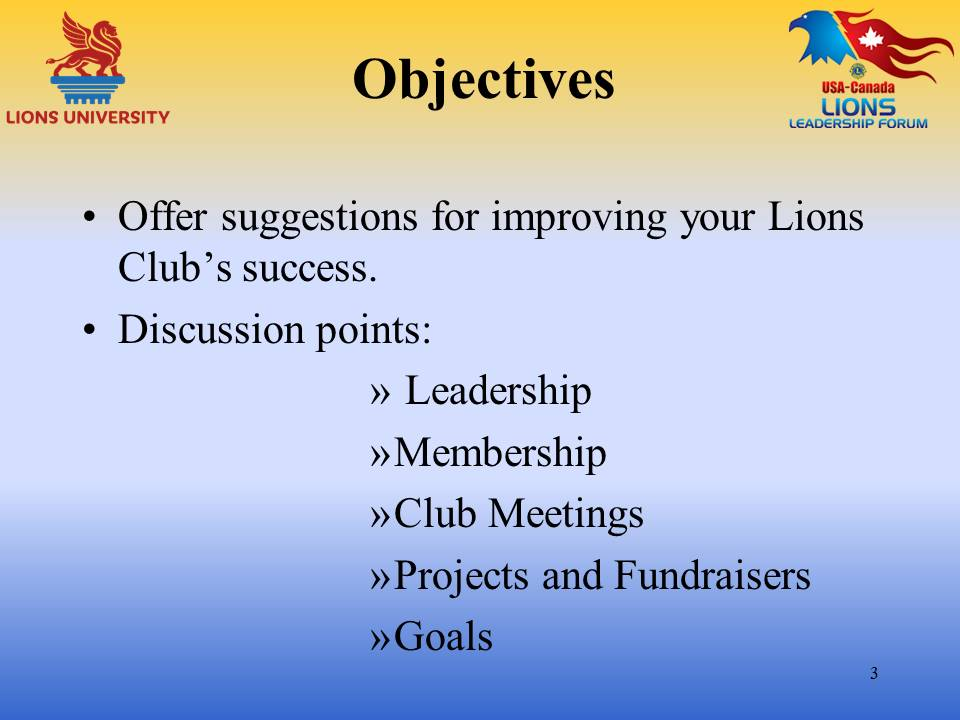 Objectives
LIONS UNIVERSITY
USA-Canada
LIONS
LEADERSHIP FORUM
• Offer suggestions for improving your Lions
Club’s success.
• Discussion points:
» Leadership
»Membership
»Club Meetings
»Projects and Fundraisers
»Goals
3